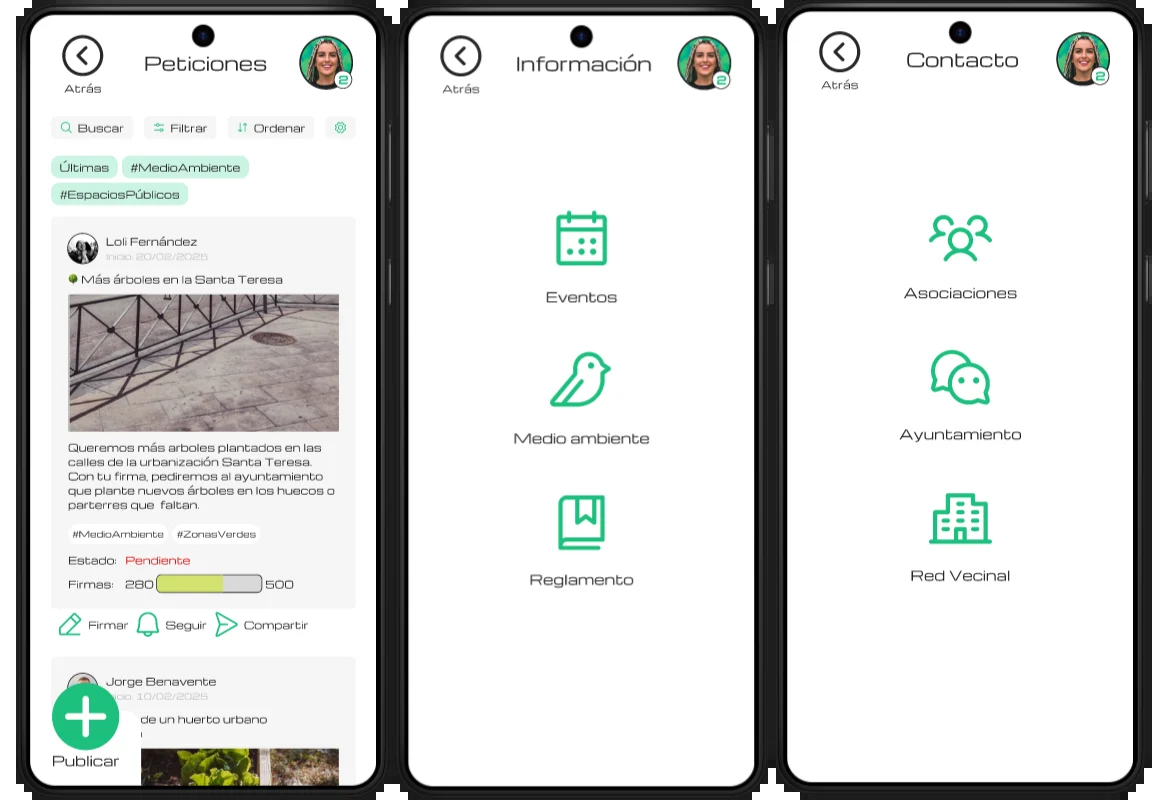 Peticiones
2
Atrás
Buscar
Filtrar
Ordenar
Últimas
#MedioAmbiente
#EspaciosPúblicos
Loli Fernández
Inicio: 20/02/2025
Más árboles en la Santa Teresa
Queremos más arboles plantados en las
calles de la urbanización Santa Teresa.
Con tu firma, pediremos al ayuntamiento
que plante nuevos árboles en los huecos o
parterres que faltan.
#MedioAmbiente
#ZonasVerdes
Estado: Pendiente
Firmas: 280 500
Firmar
Seguir
Compartir
Jorge Benavente
Inicio: 10/02/2025
de un huerto urbano
Publicar
Información
2
Atrás
Eventos
Medio ambiente
Reglamento
Contacto
2
Atrás
Asociaciones
Ayuntamiento
Red Vecinal